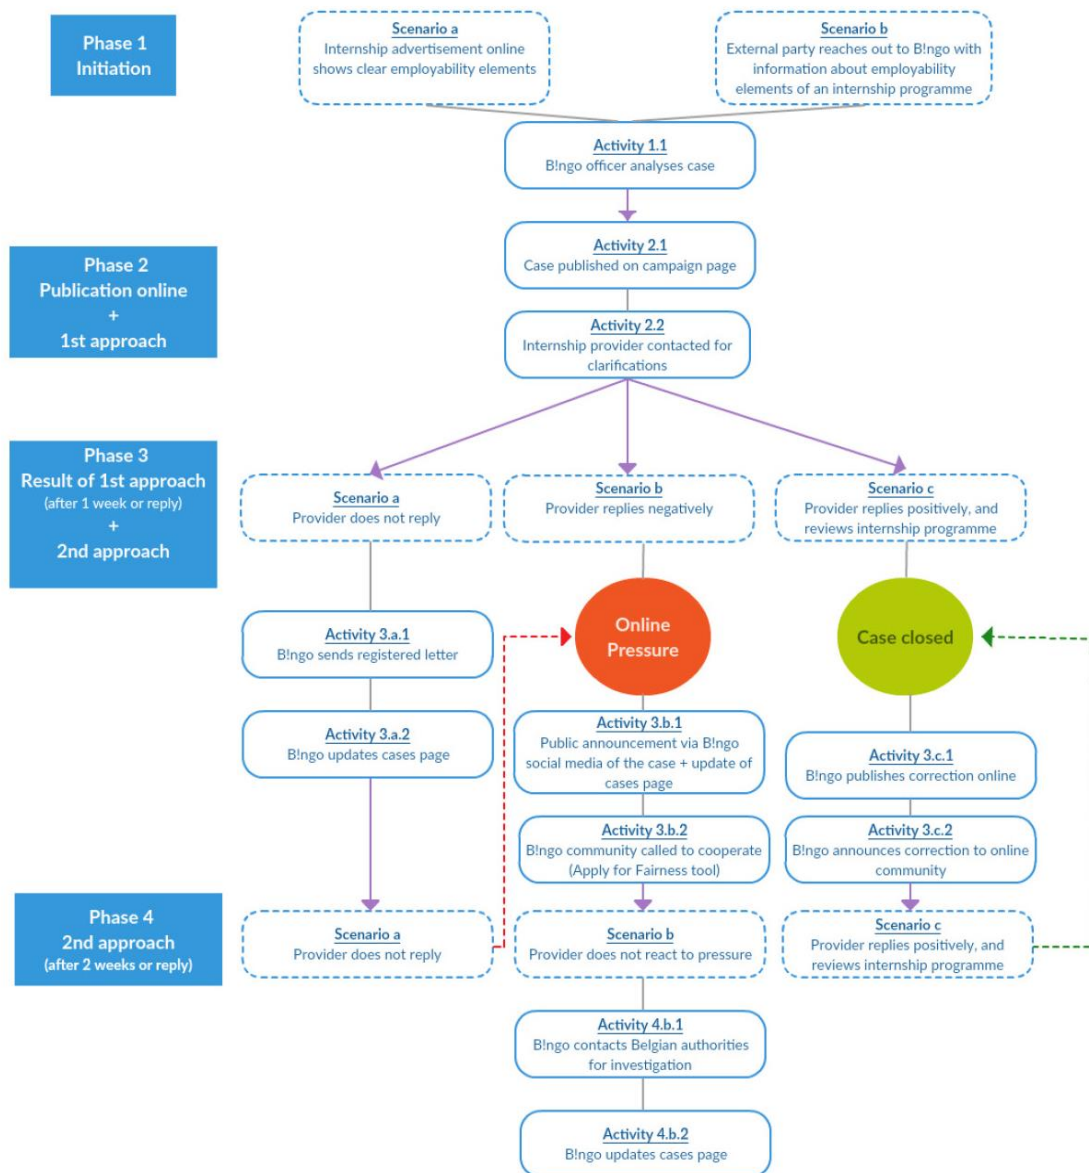 Phase 1
Initiation
Scenario a
Internship advertisement online
shows clear employability elements
Scenario b
External party reaches out to B!ngo with
information about employability
elements of an internship programme
Activity 1.1
B!ngo officer analyses case
Phase 2
Publication online
+
1st approach
Activity 2.1
Case published on campaign page
Activity 2.2
Internship provider contacted for
clarifications
Phase 3
Result of 1st approach
(after 1 week or reply)
+
2nd approach
Scenario a
Provider does not reply
Scenario b
Provider replies negatively
Scenario c
Provider replies positively, and
reviews internship programme
Activity 3.a.1
B!ngo sends registered letter
Online
Pressure
Case closed
Activity 3.a.2
B!ngo updates cases page
Activity 3.b.1
Public announcement via B!ngo
social media of the case + update of
cases page
Activity 3.c.1
B!ngo publishes correction online
Activity 3.b.2
B!ngo community called to cooperate
(Apply for Fairness tool)
Activity 3.c.2
B!ngo announces correction to online
community
Phase 4
2nd approach
(after 2 weeks or reply)
Scenario a
Provider does not reply
Scenario b
Provider does not react to pressure
Scenario c
Provider replies positively, and
reviews internship programme
Activity 4.b.1
B!ngo contacts Belgian authorities
for investigation
Activity 4.b.2
B!ngo updates cases page